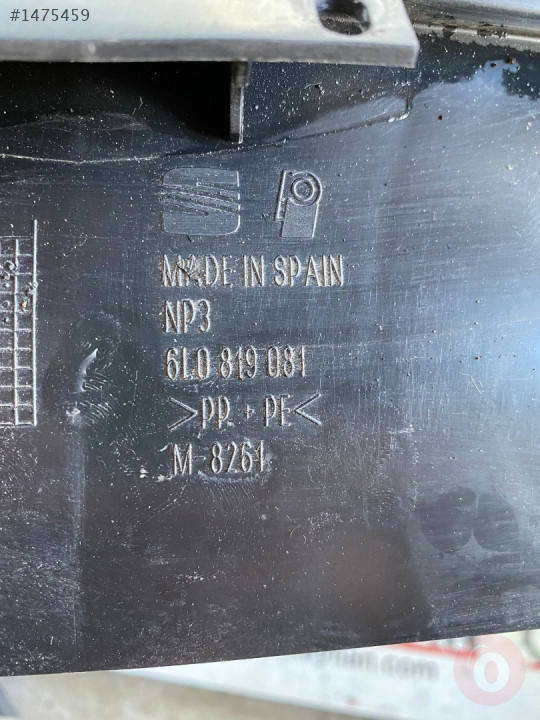 #1475459
MADE IN SPAIN
NP3
6L0 819 081
>PP + PE<
M 8261